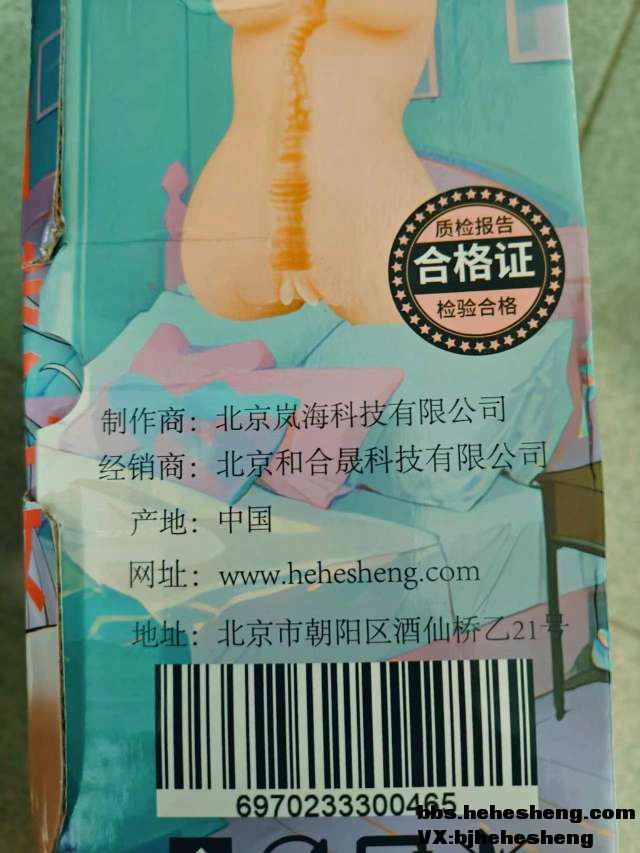 质检报告
合格证
检验合格
制作商：北京岚海科技有限公司
经销商：北京和合晟科技有限公司
产地：中国
网址：www.hehesheng.com
地址：北京市朝阳区酒仙桥乙21号
6970233300465
bbs.hehesheng.com
VX:bjhehesheng